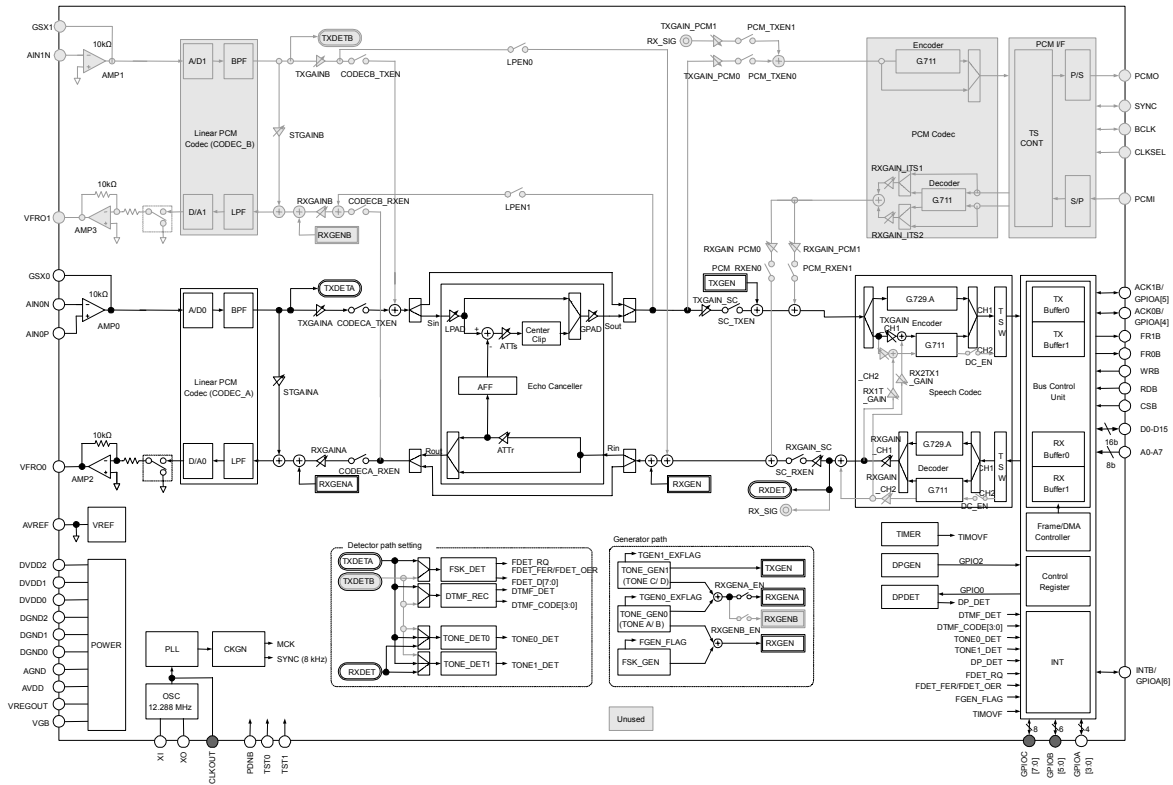 GSX1
AIN1N
10kΩ
AMP1
A/D1
BPF
Linear PCM
Codec (CODEC_B)
TXDETB
TXGAINB
CODECB_TXEN
STGAINB
LPEN0
TXGAIN_PCM1
PCM_TXEN1
RX_SIG
TXGAIN_PCM0
PCM_TXEN0
Encoder
G.711
PCM Codec
PCM I/F
P/S
TS
CONT
S/P
PCMO
SYNC
BCLK
CLKSEL
PCMI
VFRO1
10kΩ
AMP3
D/A1
LPF
RXGAINB
CODECB_RXEN
RXGENB
LPEN1
RXGAIN_ITS1
Decoder
G.711
RXGAIN_ITS2
RXGAIN_PCM0
RXGAIN_PCM1
PCM_RXEN0
PCM_RXEN1
GSX0
AIN0N
AIN0P
10kΩ
AMP0
A/D0
BPF
Linear PCM
Codec (CODEC_A)
TXDETA
TXGAINA
CODECA_TXEN
STGAINA
Sin
LPAD
+
-
ATTs
Center
Clip
GPAD
Sout
AFF
Echo Canceller
Rout
ATTr
Rin
TXGEN
TXGAIN_SC
SC_TXEN
G.729.A
TXGAIN
_CH1
Encoder
G.711
CH1
CH2
DC_EN
T
S
W
_CH2
RX1T
_GAIN
RX2TX1
_GAIN
Speech Codec
TX
Buffer0
TX
Buffer1
Bus Control
Unit
RX
Buffer0
RX
Buffer1
Frame/DMA
Controller
Control
Register
INT
ACK1B/
GPIOA[5]
ACK0B/
GPIOA[4]
FR1B
FR0B
WRB
RDB
CSB
D0-D15
16b
A0-A7
8b
VFRO0
10kΩ
AMP2
D/A0
LPF
RXGAINA
CODECA_RXEN
RXGENA
RXGEN
RXGAIN_SC
SC_RXEN
RXDET
RX_SIG
RXGAIN
_CH1
RXGAIN
_CH2
G.729.A
Decoder
G.711
CH1
CH2
DC_EN
T
S
W
AVREF
VREF
DVDD2
DVDD1
DVDD0
DGND2
DGND1
DGND0
AGND
AVDD
VREGOUT
VGB
POWER
PLL
CKGN
MCK
SYNC (8 kHz)
OSC
12.288 MHz
XI
XO
CLKOUT
PDNB
TST0
TST1
Detector path setting
TXDETA
TXDETB
RXDET
FSK_DET
FDET_RQ
FDET_FER/FDET_OER
FDET_D[7:0]
DTMF_REC
DTMF_DET
DTMF_CODE[3:0]
TONE_DET0
TONE0_DET
TONE_DET1
TONE1_DET
Generator path
TGEN1_EXFLAG
TONE_GEN1
(TONE C/ D)
TGEN0_EXFLAG
TONE_GEN0
(TONE A/ B)
FGEN_FLAG
FSK_GEN
TXGEN
RXGENA_EN
RXGENA
RXGENB
RXGENB_EN
RXGEN
Unused
TIMER
TIMOVF
DPGEN
GPIO2
DPDET
GPIO0
DP_DET
DTMF_DET
DTMF_CODE[3:0]
TONE0_DET
TONE1_DET
DP_DET
FDET_RQ
FDET_FER/FDET_OER
FGEN_FLAG
TIMOVF
INTB/
GPIOA[6]
8
6
4
GPIOC
[7:0]
GPIOB
[5:0]
GPIOA
[3:0]